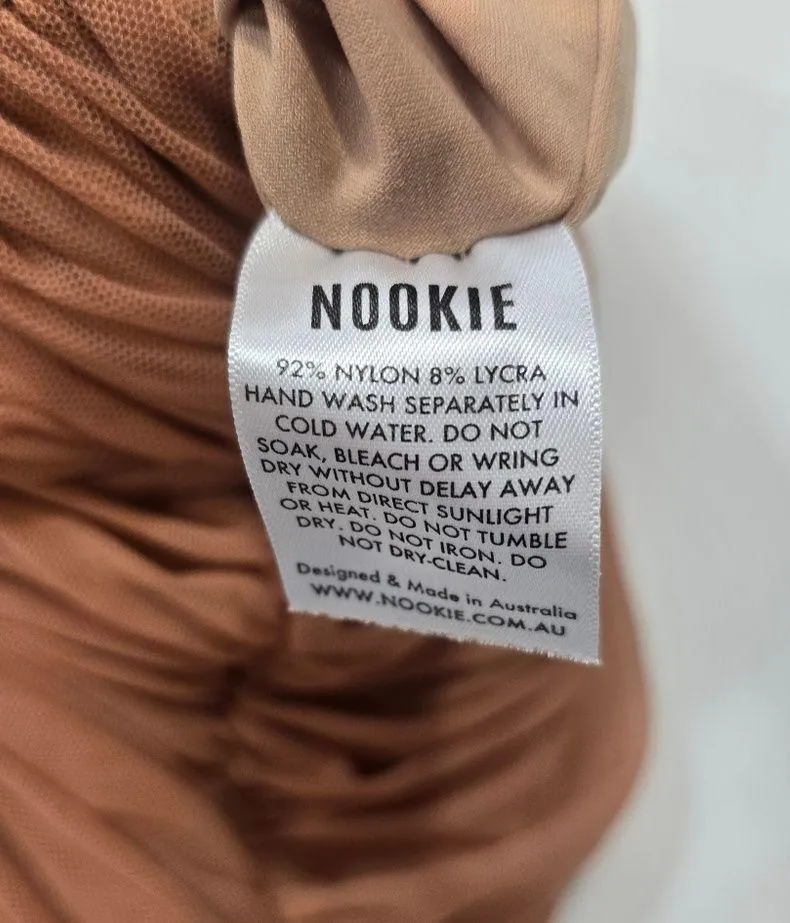 NOOKIE
92% NYLON 8% LYCRA
HAND WASH SEPARATELY IN
COLD WATER. DO NOT
SOAK, BLEACH OR WRING
DRY WITHOUT DELAY AWAY
FROM DIRECT SUNLIGHT
OR HEAT. DO NOT TUMBLE
DRY. DO NOT IRON. DO
NOT DRY-CLEAN.
Designed & Made in Australia
WWW.NOOKIE.COM.AU